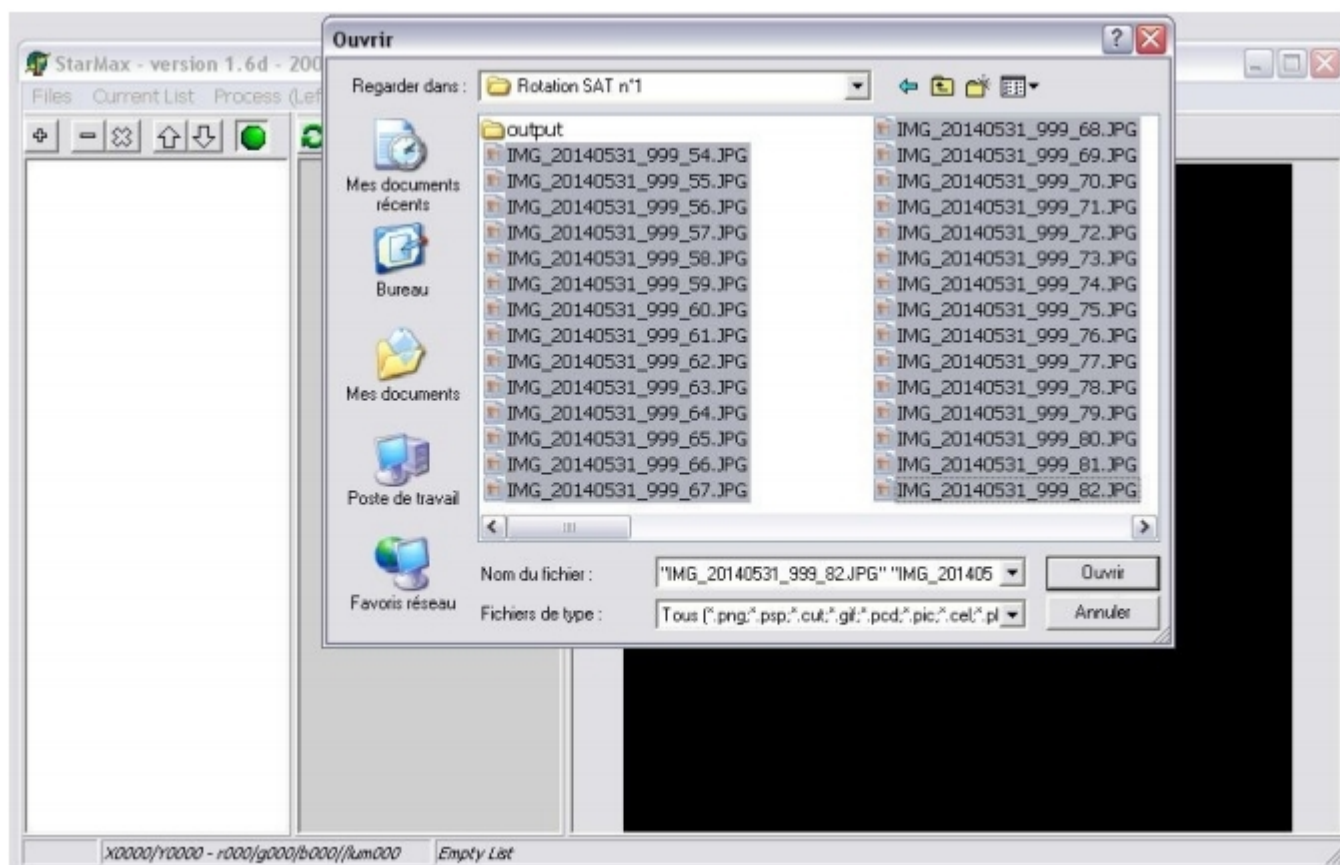 Ouvrir
StarMax - version 1.6d - 200
Files Current List Process (Lef
Regarder dans : Rotation SAT n°1
Mes documents récents
Bureau
Mes documents
Poste de travail
Favoris réseau
output
IMG_20140531_999_54.JPG
IMG_20140531_999_55.JPG
IMG_20140531_999_56.JPG
IMG_20140531_999_57.JPG
IMG_20140531_999_58.JPG
IMG_20140531_999_59.JPG
IMG_20140531_999_60.JPG
IMG_20140531_999_61.JPG
IMG_20140531_999_62.JPG
IMG_20140531_999_63.JPG
IMG_20140531_999_64.JPG
IMG_20140531_999_65.JPG
IMG_20140531_999_66.JPG
IMG_20140531_999_67.JPG
IMG_20140531_999_68.JPG
IMG_20140531_999_69.JPG
IMG_20140531_999_70.JPG
IMG_20140531_999_71.JPG
IMG_20140531_999_72.JPG
IMG_20140531_999_73.JPG
IMG_20140531_999_74.JPG
IMG_20140531_999_75.JPG
IMG_20140531_999_76.JPG
IMG_20140531_999_77.JPG
IMG_20140531_999_78.JPG
IMG_20140531_999_79.JPG
IMG_20140531_999_80.JPG
IMG_20140531_999_81.JPG
IMG_20140531_999_82.JPG
Nom du fichier : "IMG_20140531_999_82.JPG" "IMG_201405 Ouvrir
Fichiers de type : Tous (*.png;*.psp;*.cut;*.gif;*.pcd;*.pic;*.cel;*.pl Annuler
X0000/Y0000 - r000/g000/b000//lum000 Empty List